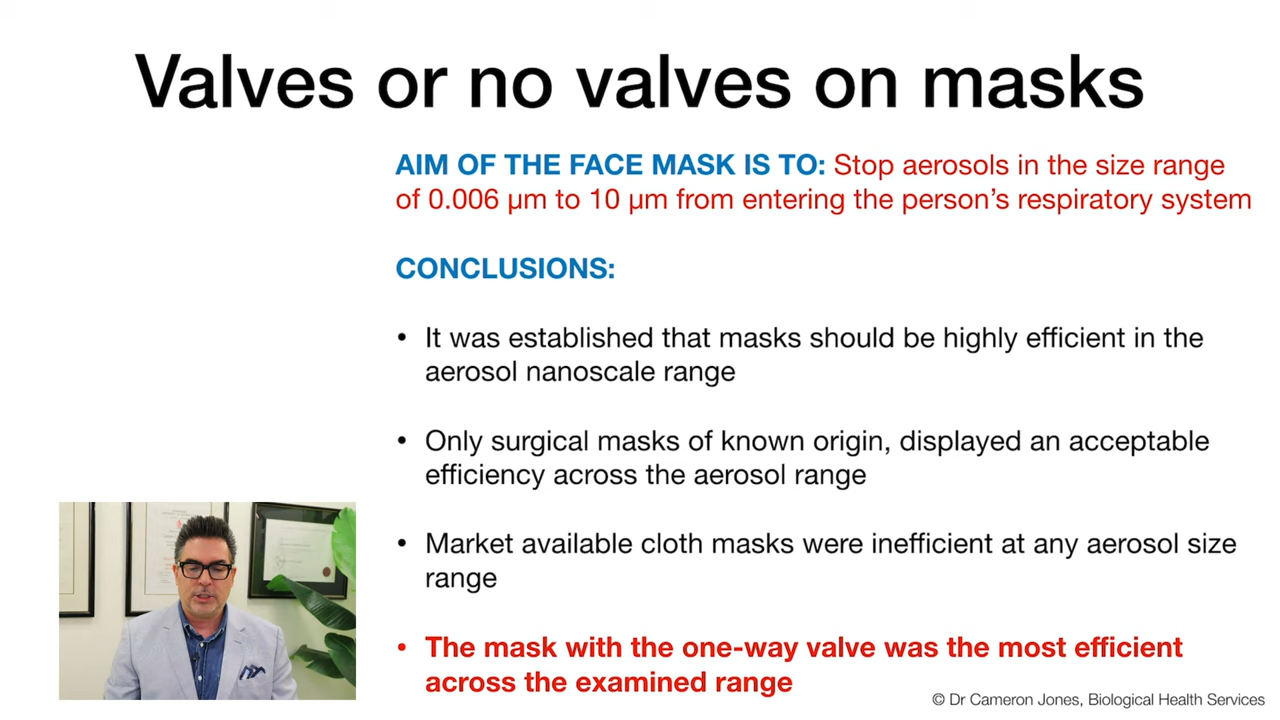 Valves or no valves on masks
AIM OF THE FACE MASK IS TO: Stop aerosols in the size range
of 0.006 μm to 10 μm from entering the person’s respiratory system
CONCLUSIONS:
• It was established that masks should be highly efficient in the
aerosol nanoscale range
• Only surgical masks of known origin, displayed an acceptable
efficiency across the aerosol range
• Market available cloth masks were inefficient at any aerosol size
range
• The mask with the one-way valve was the most efficient
across the examined range
© Dr Cameron Jones, Biological Health Services